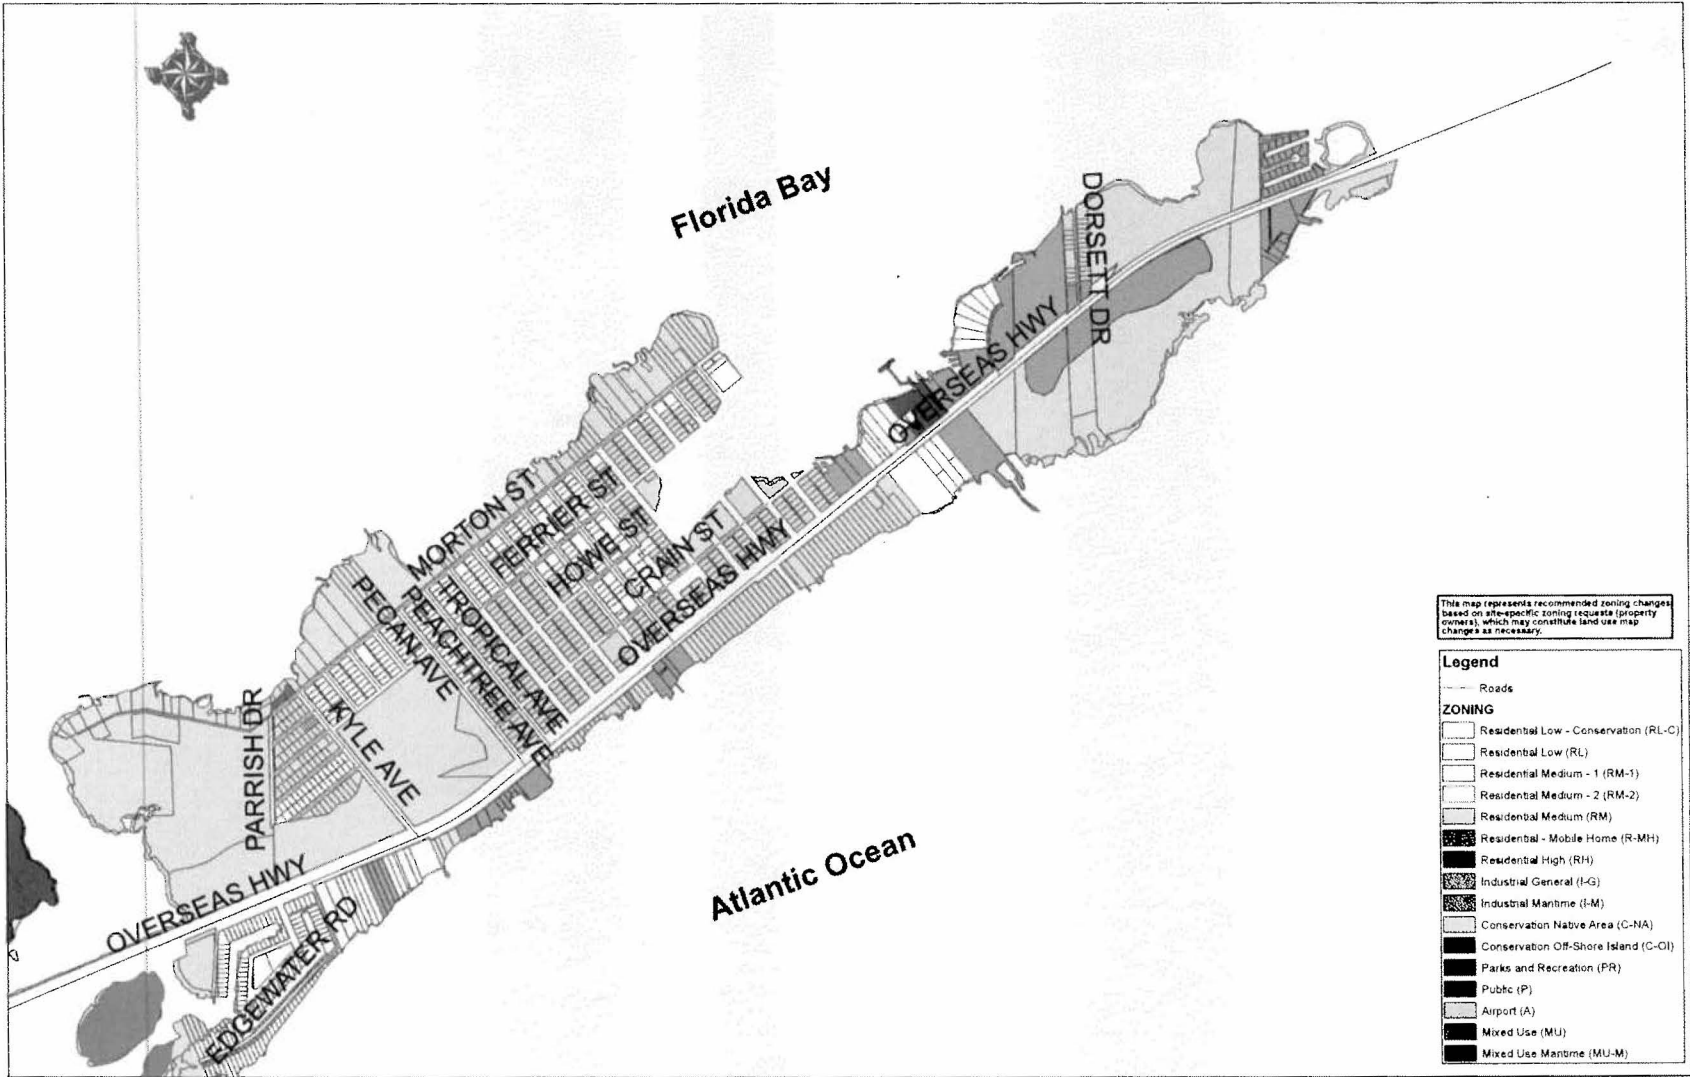 Florida Bay
DORSETT DR
OVERSEAS HWY
OVERSEAS HWY
MORTON ST
FERRIER ST
HOWE ST
CRAIN ST
PECAN AVE
PEACHTREE AVE
TROPICAL AVE
OVERSEAS HWY
KYLE AVE
PARRISH DR
OVERSEAS HWY
EDGEWATER RD
Atlantic Ocean
This map represents recommended zoning changes
based on site-specific zoning requests (property
owners), which may constitute land use map
changes as necessary.
Legend
Roads
ZONING
Residential Low - Conservation (RL-C)
Residential Low (RL)
Residential Medium - 1 (RM-1)
Residential Medium - 2 (RM-2)
Residential Medium (RM)
Residential - Mobile Home (R-MH)
Residential High (RH)
Industrial General (I-G)
Industrial Maritime (I-M)
Conservation Native Area (C-NA)
Conservation Off-Shore Island (C-OI)
Parks and Recreation (PR)
Public (P)
Airport (A)
Mixed Use (MU)
Mixed Use Maritime (MU-M)